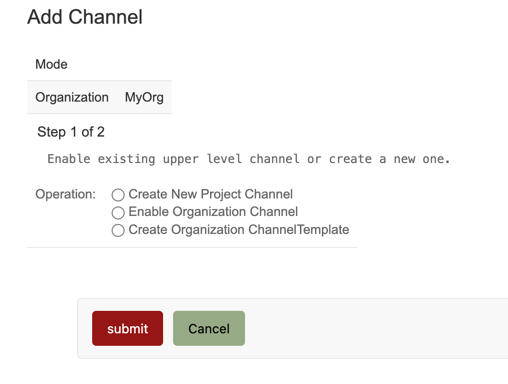 Add Channel
Mode
Organization MyOrg
Step 1 of 2
Enable existing upper level channel or create a new one.
Operation: Create New Project Channel
Enable Organization Channel
Create Organization ChannelTemplate
submit Cancel